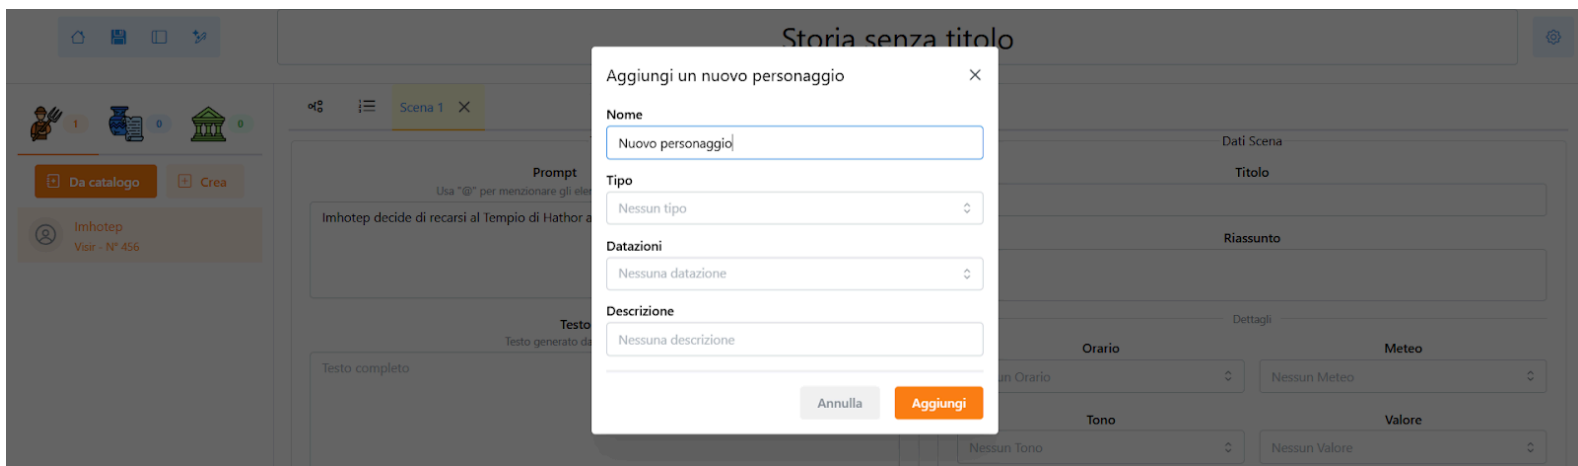 Storia senza titolo
1
0
0
Da catalogo
Crea
Imhotep
Visir - N° 456
Scena 1
Prompt
Usa "@" per menzionare gli ele
Imhotep decide di recarsi al Tempio di Hathor a
Testo
Testo generato da
Testo completo
Aggiungi un nuovo personaggio
Nome
Nuovo personaggio
Tipo
Nessun tipo
Datazioni
Nessuna datazione
Descrizione
Nessuna descrizione
Annulla
Aggiungi
Dati Scena
Titolo
Riassunto
Dettagli
Orario
Meteo
un Orario
Nessun Meteo
Tono
Valore
Nessun Tono
Nessun Valore